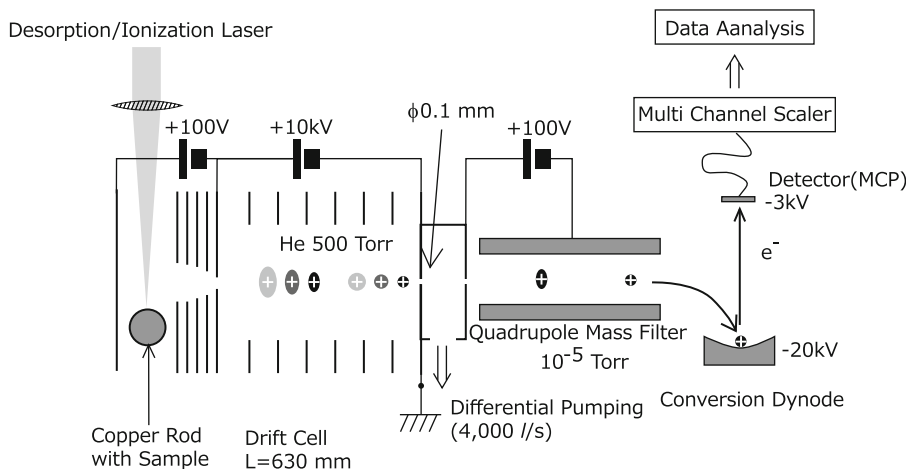 Data Aanalysis
Desorption/Ionization Laser
Multi Channel Scaler
ϕ0.1 mm
+100V
+10kV
+100V
Detector(MCP)
-3kV
He 500 Torr
e⁻
Quadrupole Mass Filter
10⁻⁵ Torr
-20kV
Conversion Dynode
Differential Pumping
(4,000 l/s)
Copper Rod
with Sample
Drift Cell
L=630 mm